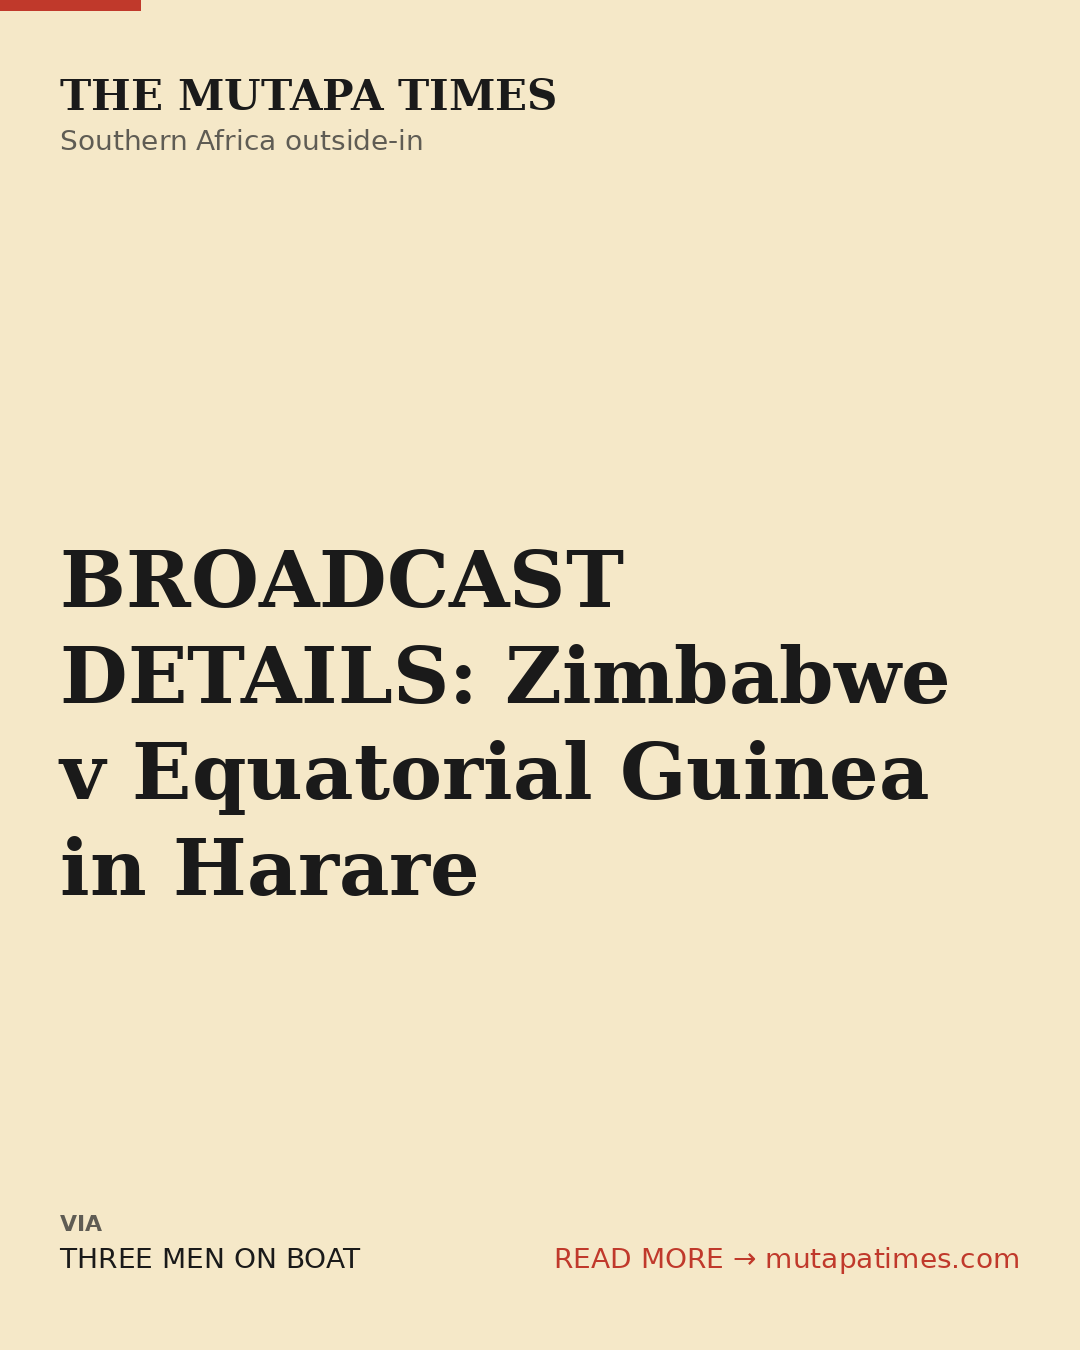 THE MUTAPA TIMES
Southern Africa outside-in
BROADCAST
DETAILS: Zimbabwe
v Equatorial Guinea
in Harare
VIA
THREE MEN ON BOAT
READ MORE → mutapatimes.com